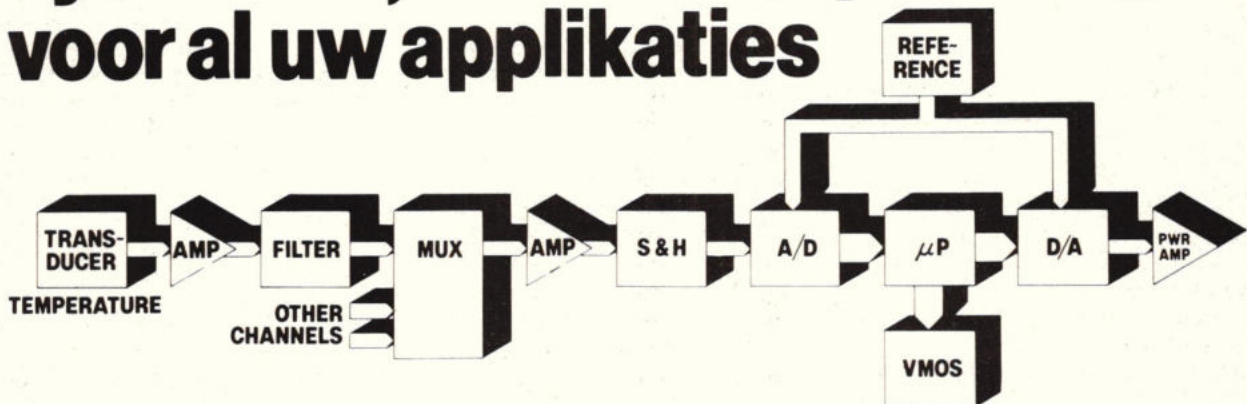 voor al uw applikaties
REFE-
RENCE
TRANS-
DUCER
AMP
FILTER
MUX
AMP
S & H
A/D
μP
D/A
PWR
AMP
TEMPERATURE
OTHER
CHANNELS
VMOS